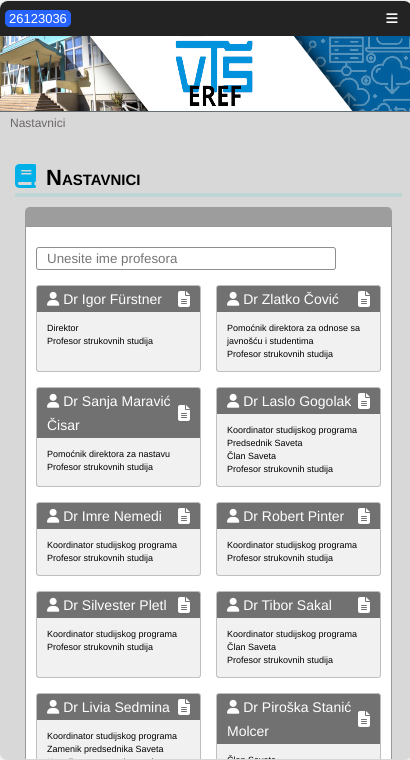 26123036
VTŠ
EREF
Nastavnici
Nastavnici
Unesite ime profesora
Dr Igor Fürstner
Direktor
Profesor strukovnih studija
Dr Zlatko Čović
Pomoćnik direktora za odnose sa
javnošću i studentima
Profesor strukovnih studija
Dr Sanja Maravić
Čisar
Pomoćnik direktora za nastavu
Profesor strukovnih studija
Dr Laslo Gogolak
Koordinator studijskog programa
Predsednik Saveta
Član Saveta
Profesor strukovnih studija
Dr Imre Nemedi
Koordinator studijskog programa
Profesor strukovnih studija
Dr Robert Pinter
Koordinator studijskog programa
Profesor strukovnih studija
Dr Silvester Pletl
Koordinator studijskog programa
Profesor strukovnih studija
Dr Tibor Sakal
Koordinator studijskog programa
Član Saveta
Profesor strukovnih studija
Dr Livia Sedmina
Koordinator studijskog programa
Zamenik predsednika Saveta
Dr Piroška Stanić
Molcer
Član Saveta